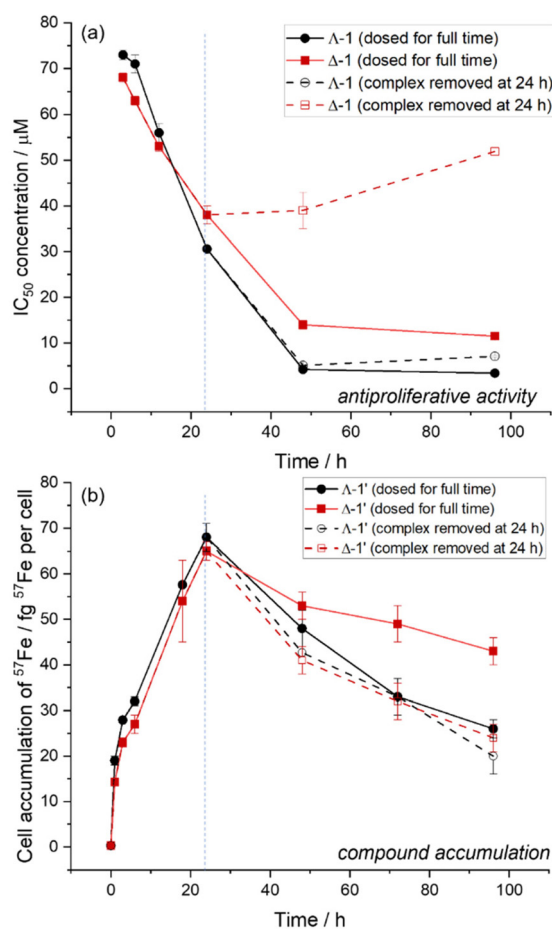 (a)
Λ-1 (dosed for full time)
Δ-1 (dosed for full time)
Λ-1 (complex removed at 24 h)
Δ-1 (complex removed at 24 h)
80
70
60
50
40
30
20
10
0
IC₅₀ concentration / μM
antiproliferative activity
0 20 40 60 80 100
Time / h
(b)
Λ-1' (dosed for full time)
Δ-1' (dosed for full time)
Λ-1' (complex removed at 24 h)
Δ-1' (complex removed at 24 h)
80
70
60
50
40
30
20
10
0
Cell accumulation of ⁵⁷Fe / fg ⁵⁷Fe per cell
compound accumulation
0 20 40 60 80 100
Time / h